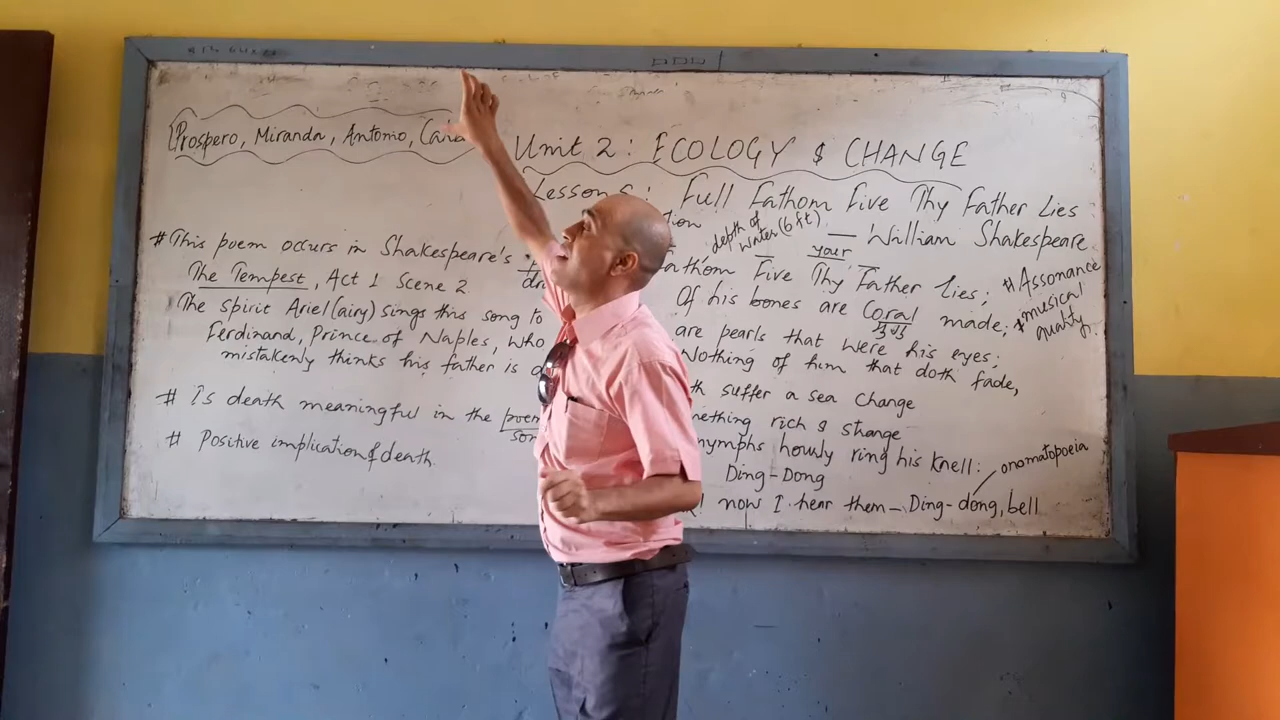 Prospero, Miranda, Antonio,
Unit 2: ECOLOGY & CHANGE
Full Fathom Five Thy Father Lies
— William Shakespeare
# This poem occurs in Shakespeare's
The Tempest, Act 1 Scene 2
The Spirit Ariel (airy) sings this song to
Ferdinand, Prince of Naples, who
mistakenly thinks his father is
# Is death meaningful in the poem
# Positive implication of death.
depth of
water (6 ft)
your
Five Thy Father lies;
Of his bones are Coral made;
are pearls that were his eyes;
Nothing of him that doth fade,
suffer a sea change
rich & strange
nymphs hourly ring his knell:
Ding-Dong
now I hear them – Ding-dong, bell
# Assonance
musical
quality
onomatopoeia